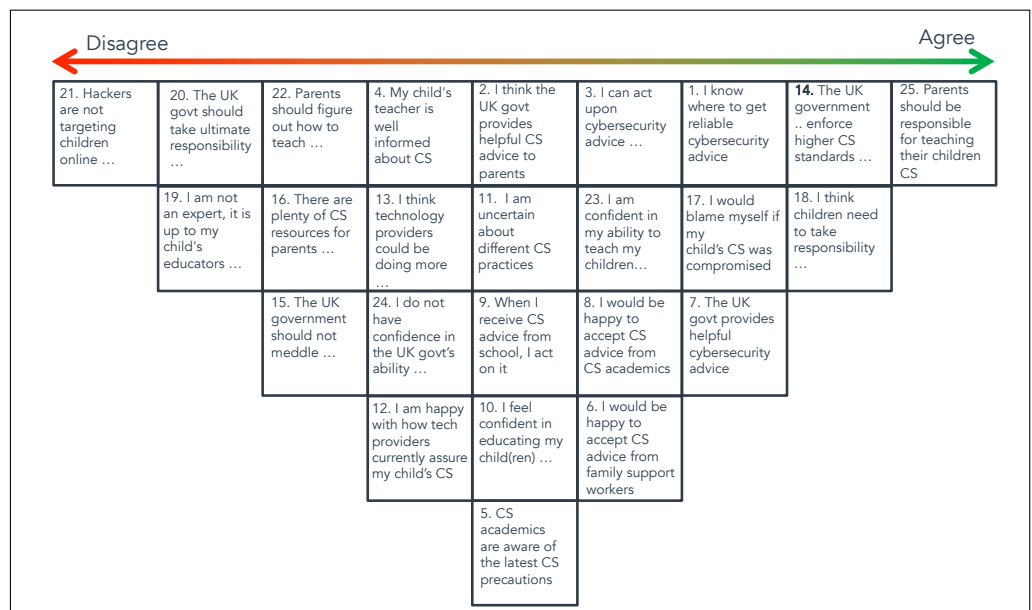 Disagree
Agree
21. Hackers
are not
targeting
children
online ...
20. The UK
govt should
take ultimate
responsibility
...
22. Parents
should figure
out how to
teach ...
4. My child's
teacher is
well
informed
about CS
2. I think the
UK govt
provides
helpful CS
advice to
parents
3. I can act
upon
cybersecurity
advice ...
1. I know
where to get
reliable
cybersecurity
advice
14. The UK
government
.. enforce
higher CS
standards ...
25. Parents
should be
responsible
for teaching
their children
CS
19. I am not
an expert, it is
up to my
child's
educators ...
16. There are
plenty of CS
resources for
parents ...
13. I think
technology
providers
could be
doing more
...
11. I am
uncertain
about
different CS
practices
23. I am
confident in
my ability to
teach my
children...
17. I would
blame myself if
my
child's CS was
compromised
18. I think
children need
to take
responsibility
...
15. The UK
government
should not
meddle ...
24. I do not
have
confidence in
the UK govt's
ability ...
9. When I
receive CS
advice from
school, I act
on it
8. I would be
happy to
accept CS
advice from
CS academics
7. The UK
govt provides
helpful
cybersecurity
advice
12. I am happy
with how tech
providers
currently assure
my child's CS
10. I feel
confident in
educating my
child(ren) ...
6. I would be
happy to
accept CS
advice from
family support
workers
5. CS
academics
are aware of
the latest CS
precautions